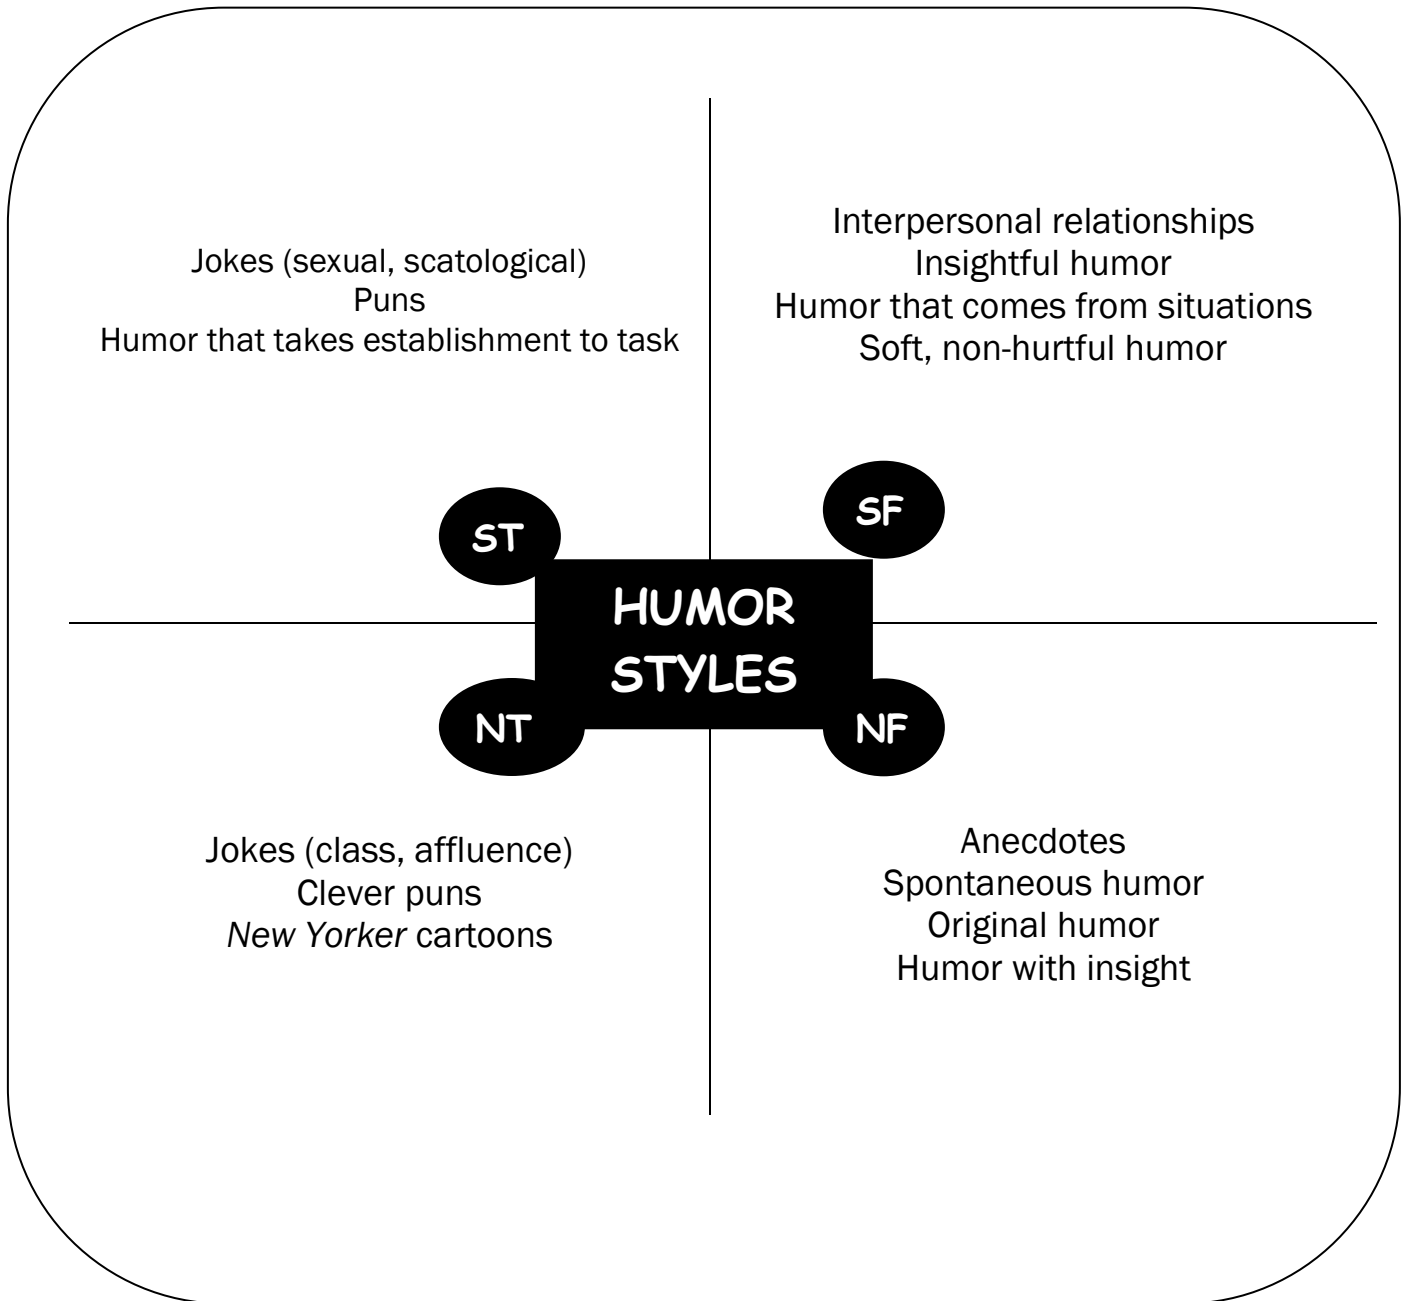 Jokes (sexual, scatological)
Puns
Humor that takes establishment to task
Interpersonal relationships
Insightful humor
Humor that comes from situations
Soft, non-hurtful humor
ST
SF
HUMOR
STYLES
NT
NF
Jokes (class, affluence)
Clever puns
New Yorker cartoons
Anecdotes
Spontaneous humor
Original humor
Humor with insight